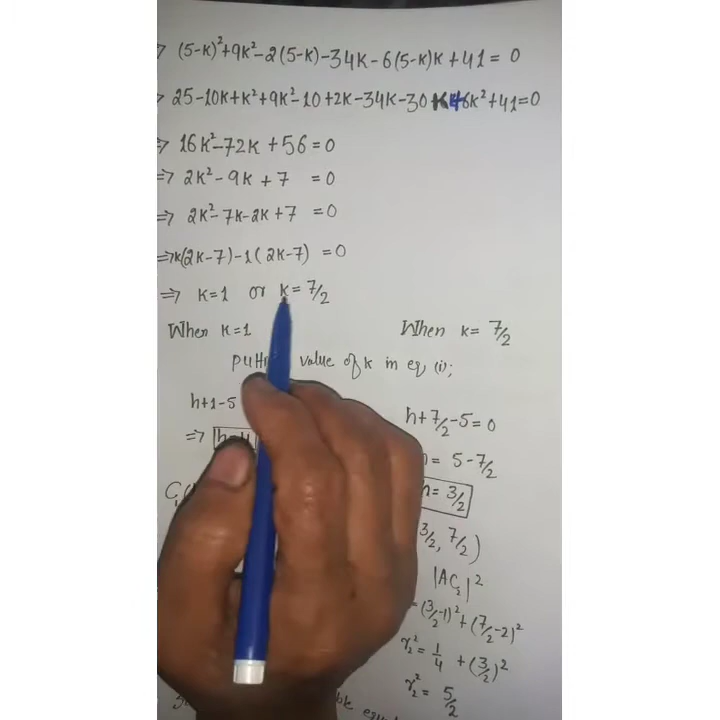 ⇒ (5-k)²+9k²-2(5-k)-34k-6(5-k)k+41=0
⇒ 25-10k+k²+9k²-10+2k-34k-30k+6k²+41=0
⇒ 16k²-72k+56=0
⇒ 2k²-9k+7 =0
⇒ 2k²-7k-2k+7 =0
⇒k(2k-7)-1(2k-7) =0
⇒ k=1 or k=7/2
When k=1 When k= 7/2
value of k in eq (i);
h+1-5 h+7/2-5=0
⇒ = 5-7/2
C₁ h= 3/2
3/2, 7/2)
|AC₂|²
=(3/2-1)²+(7/2-2)²
r₂²= 1/4 +(3/2)²
r₂²= 5/2